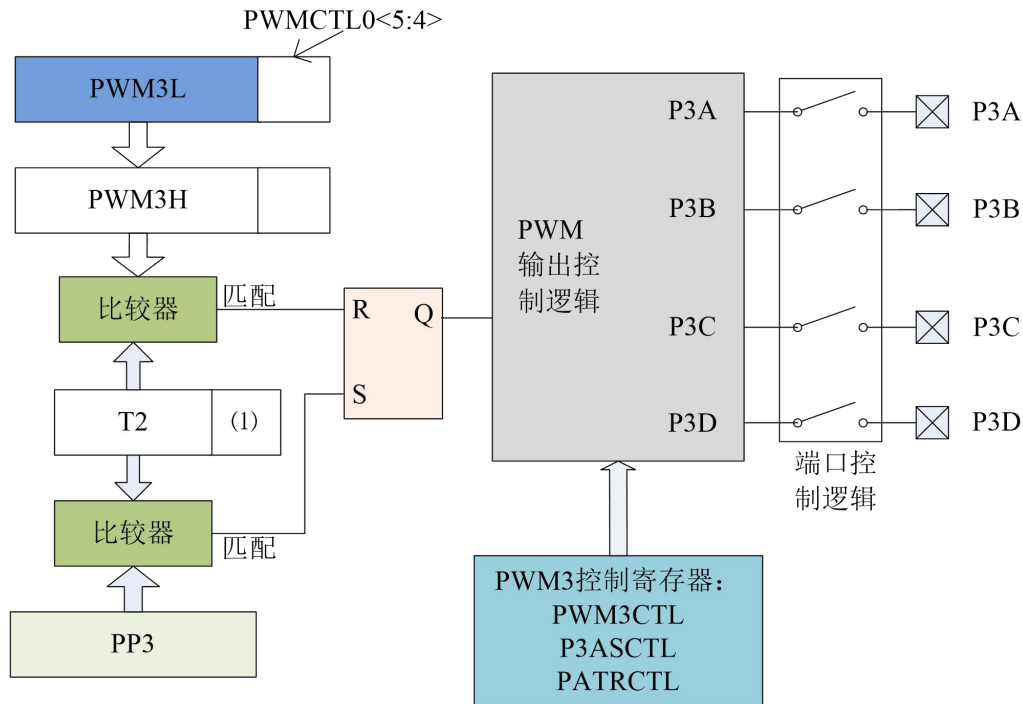 PWMCTL0<5:4>
PWM3L
PWM3H
比较器
匹配
T2
(1)
比较器
匹配
PP3
R
Q
S
PWM
输出控
制逻辑
P3A
P3B
P3C
P3D
端口控
制逻辑
P3A
P3B
P3C
P3D
PWM3控制寄存器：
PWM3CTL
P3ASCTL
PATRCTL